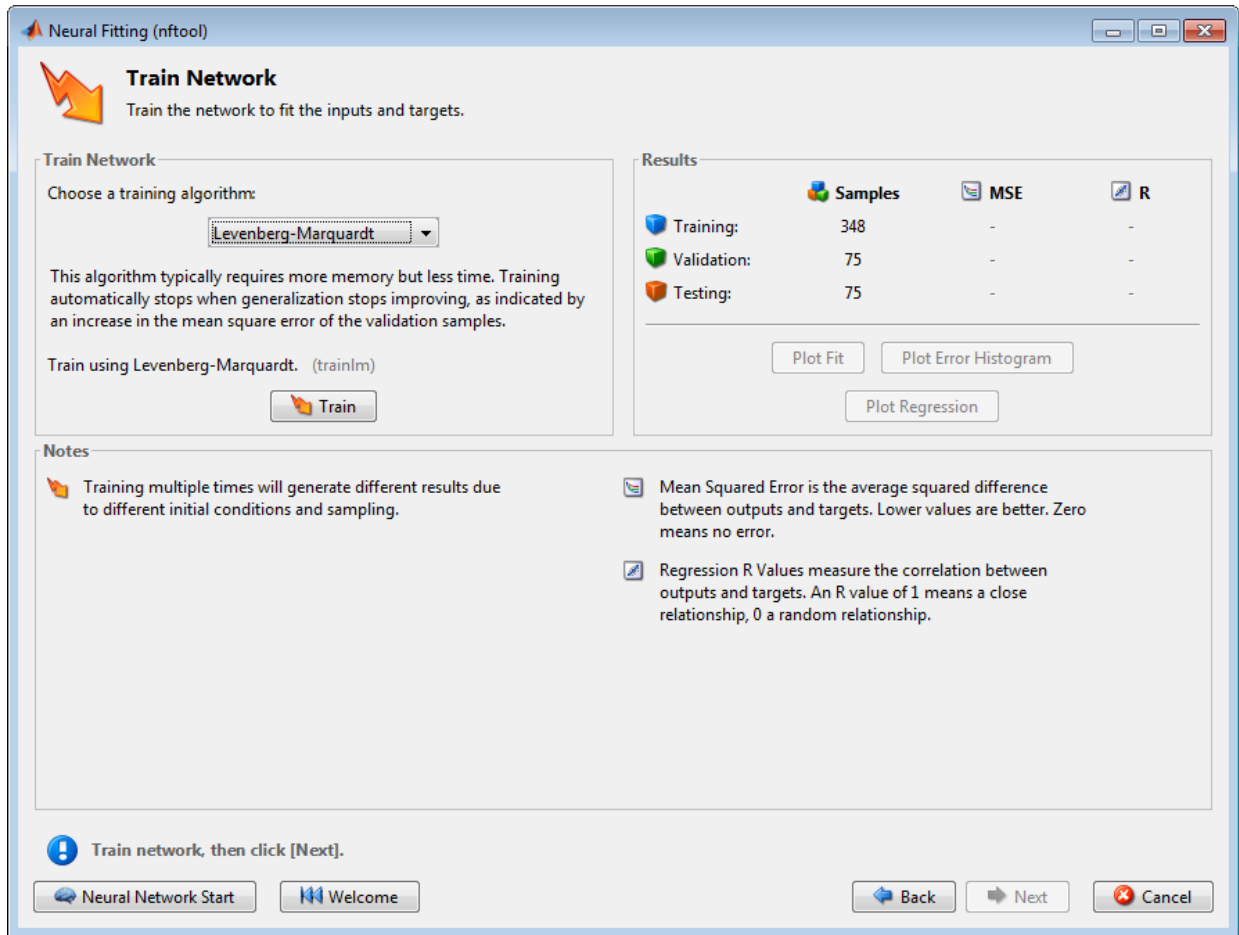 Neural Fitting (nftool)
Train Network
Train the network to fit the inputs and targets.
Train Network
Choose a training algorithm:
Levenberg-Marquardt
This algorithm typically requires more memory but less time. Training
automatically stops when generalization stops improving, as indicated by
an increase in the mean square error of the validation samples.
Train using Levenberg-Marquardt. (trainlm)
Train
Results
Samples MSE R
Training: 348 - -
Validation: 75 - -
Testing: 75 - -
Plot Fit Plot Error Histogram
Plot Regression
Notes
Training multiple times will generate different results due
to different initial conditions and sampling.
Mean Squared Error is the average squared difference
between outputs and targets. Lower values are better. Zero
means no error.
Regression R Values measure the correlation between
outputs and targets. An R value of 1 means a close
relationship, 0 a random relationship.
Train network, then click [Next].
Neural Network Start Welcome Back Next Cancel